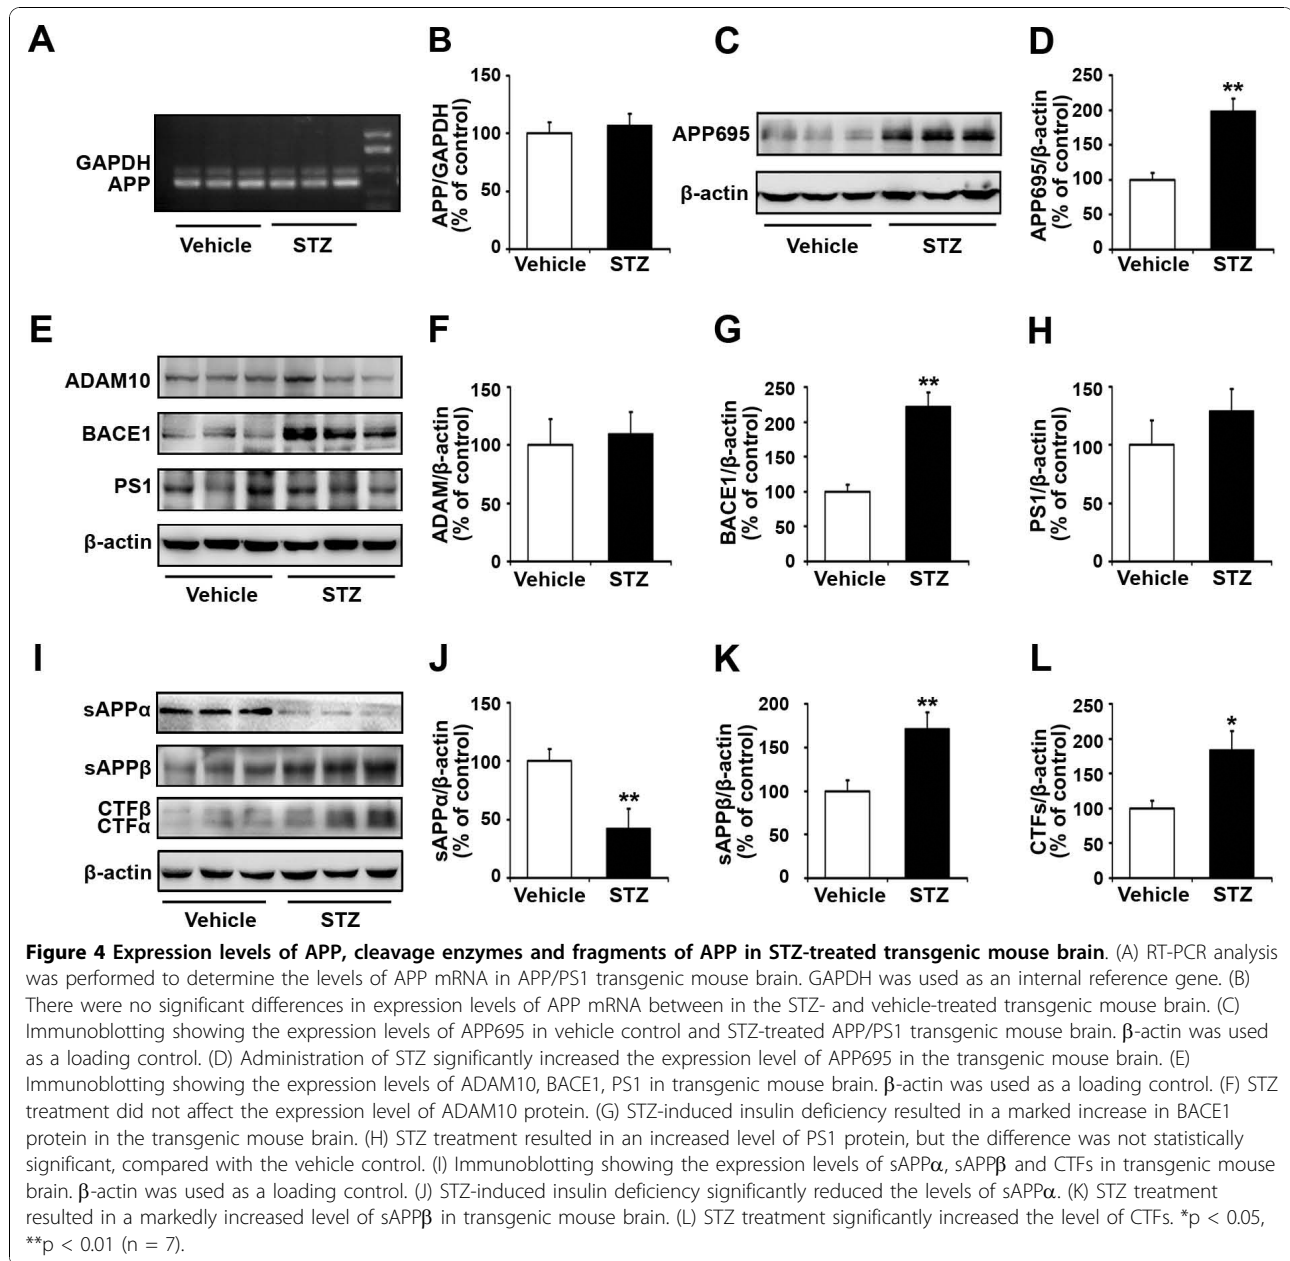 A
GAPDH
APP
Vehicle STZ
B
APP/GAPDH
(% of control)
150
100
50
0
Vehicle STZ
C
APP695
β-actin
Vehicle STZ
D
APP695/β-actin
(% of control)
250
200
150
100
50
0
**
Vehicle STZ
E
ADAM10
BACE1
PS1
β-actin
Vehicle STZ
F
ADAM/β-actin
(% of control)
150
100
50
0
Vehicle STZ
G
BACE1/β-actin
(% of control)
250
200
150
100
50
0
**
Vehicle STZ
H
PS1/β-actin
(% of control)
150
100
50
0
Vehicle STZ
I
sAPPα
sAPPβ
CTFβ
CTFα
β-actin
Vehicle STZ
J
sAPPα/β-actin
(% of control)
150
100
50
0
**
Vehicle STZ
K
sAPPβ/β-actin
(% of control)
200
150
100
50
0
**
Vehicle STZ
L
CTFs/β-actin
(% of control)
250
200
150
100
50
0
*
Vehicle STZ
Figure 4 Expression levels of APP, cleavage enzymes and fragments of APP in STZ-treated transgenic mouse brain. (A) RT-PCR analysis
was performed to determine the levels of APP mRNA in APP/PS1 transgenic mouse brain. GAPDH was used as an internal reference gene. (B)
There were no significant differences in expression levels of APP mRNA between in the STZ- and vehicle-treated transgenic mouse brain. (C)
Immunoblotting showing the expression levels of APP695 in vehicle control and STZ-treated APP/PS1 transgenic mouse brain. β-actin was used
as a loading control. (D) Administration of STZ significantly increased the expression level of APP695 in the transgenic mouse brain. (E)
Immunoblotting showing the expression levels of ADAM10, BACE1, PS1 in transgenic mouse brain. β-actin was used as a loading control. (F) STZ
treatment did not affect the expression level of ADAM10 protein. (G) STZ-induced insulin deficiency resulted in a marked increase in BACE1
protein in the transgenic mouse brain. (H) STZ treatment resulted in an increased level of PS1 protein, but the difference was not statistically
significant, compared with the vehicle control. (I) Immunoblotting showing the expression levels of sAPPα, sAPPβ and CTFs in transgenic mouse
brain. β-actin was used as a loading control. (J) STZ-induced insulin deficiency significantly reduced the levels of sAPPα. (K) STZ treatment
resulted in a markedly increased level of sAPPβ in transgenic mouse brain. (L) STZ treatment significantly increased the level of CTFs. *p < 0.05,
**p < 0.01 (n = 7).